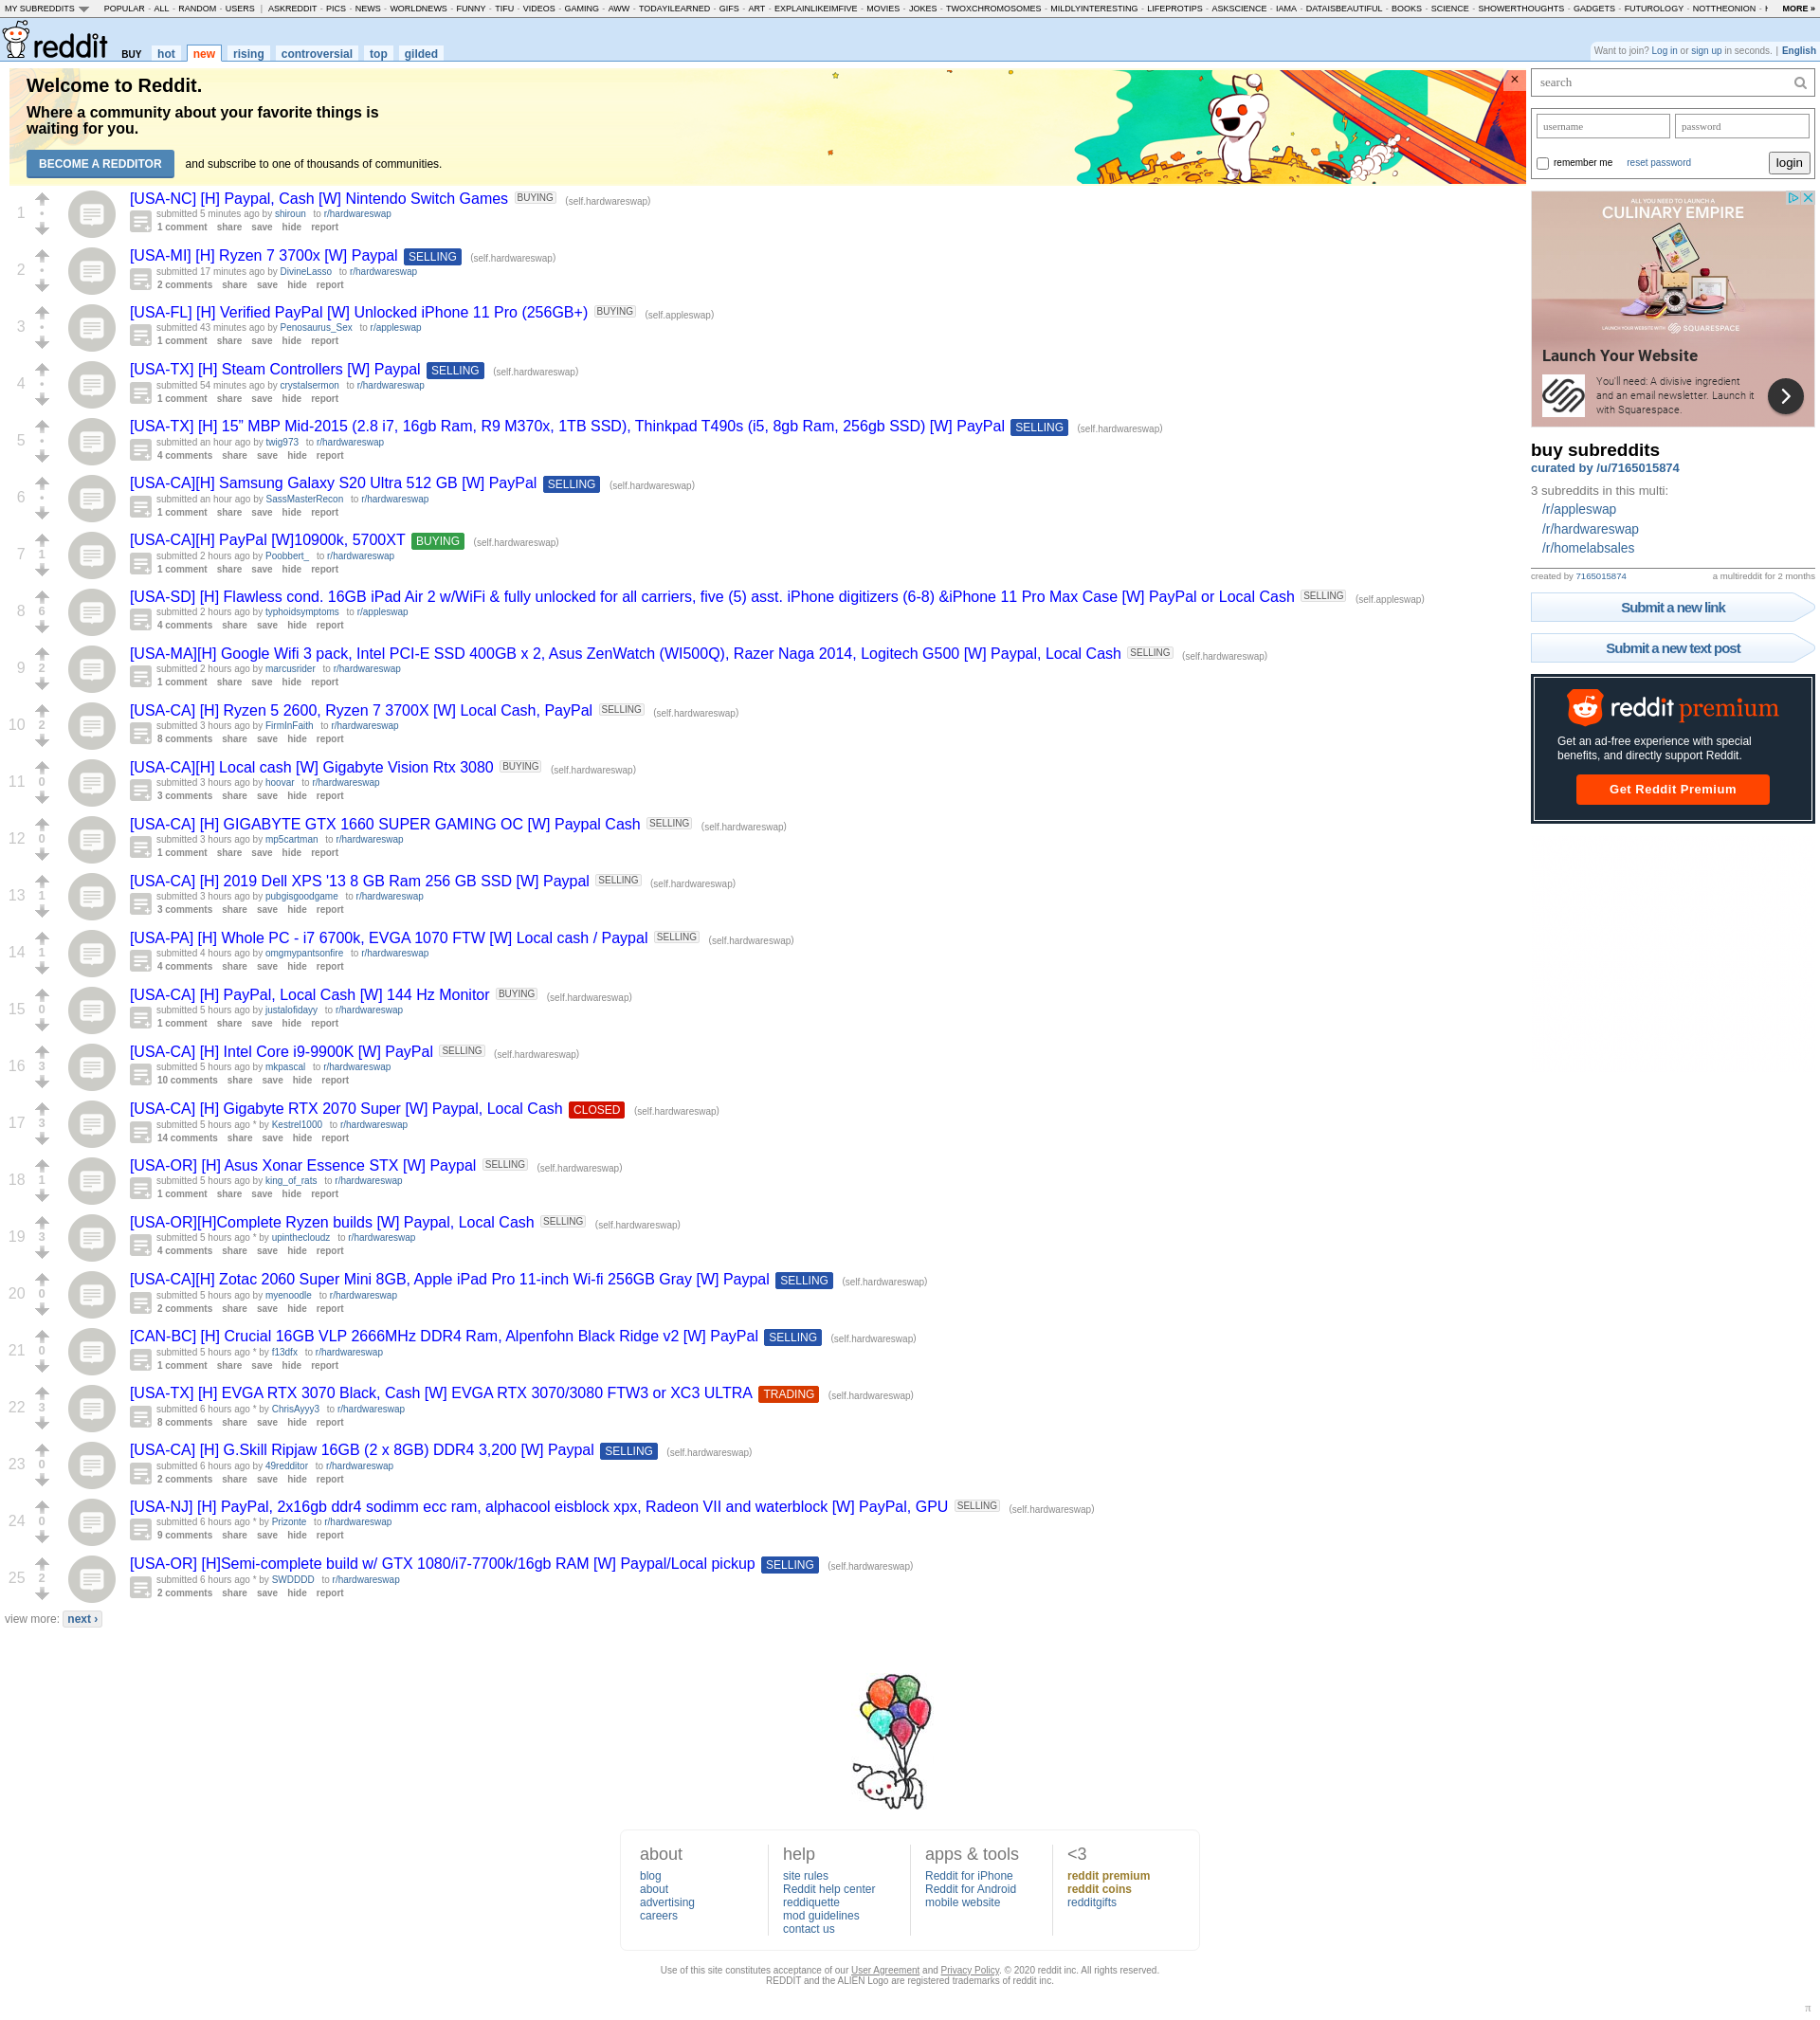 MY SUBREDDITS POPULAR - ALL - RANDOM - USERS | ASKREDDIT - PICS - NEWS - WORLDNEWS - FUNNY - TIFU - VIDEOS - GAMING - AWW - TODAYILEARNED - GIFS - ART - EXPLAINLIKEIMFIVE - MOVIES - JOKES - TWOXCHROMOSOMES - MILDLYINTERESTING - LIFEPROTIPS - ASKSCIENCE - IAMA - DATAISBEAUTIFUL - BOOKS - SCIENCE - SHOWERTHOUGHTS - GADGETS - FUTUROLOGY - NOTTHEONION - MORE »
reddit BUY hot new rising controversial top gilded
Want to join? Log in or sign up in seconds. | English
Welcome to Reddit.
Where a community about your favorite things is
waiting for you.
BECOME A REDDITOR and subscribe to one of thousands of communities.
1
[USA-NC] [H] Paypal, Cash [W] Nintendo Switch Games BUYING (self.hardwareswap)
submitted 5 minutes ago by shiroun to r/hardwareswap
1 comment share save hide report
2
[USA-MI] [H] Ryzen 7 3700x [W] Paypal SELLING (self.hardwareswap)
submitted 17 minutes ago by DivineLasso to r/hardwareswap
2 comments share save hide report
3
[USA-FL] [H] Verified PayPal [W] Unlocked iPhone 11 Pro (256GB+) BUYING (self.appleswap)
submitted 43 minutes ago by Penosaurus_Sex to r/appleswap
1 comment share save hide report
4
[USA-TX] [H] Steam Controllers [W] Paypal SELLING (self.hardwareswap)
submitted 54 minutes ago by crystalsermon to r/hardwareswap
1 comment share save hide report
5
[USA-TX] [H] 15” MBP Mid-2015 (2.8 i7, 16gb Ram, R9 M370x, 1TB SSD), Thinkpad T490s (i5, 8gb Ram, 256gb SSD) [W] PayPal SELLING (self.hardwareswap)
submitted an hour ago by twig973 to r/hardwareswap
4 comments share save hide report
6
[USA-CA][H] Samsung Galaxy S20 Ultra 512 GB [W] PayPal SELLING (self.hardwareswap)
submitted an hour ago by SassMasterRecon to r/hardwareswap
1 comment share save hide report
7 1
[USA-CA][H] PayPal [W]10900k, 5700XT BUYING (self.hardwareswap)
submitted 2 hours ago by Poobbert_ to r/hardwareswap
1 comment share save hide report
8 6
[USA-SD] [H] Flawless cond. 16GB iPad Air 2 w/WiFi & fully unlocked for all carriers, five (5) asst. iPhone digitizers (6-8) &iPhone 11 Pro Max Case [W] PayPal or Local Cash SELLING (self.appleswap)
submitted 2 hours ago by typhoidsymptoms to r/appleswap
4 comments share save hide report
9 2
[USA-MA][H] Google Wifi 3 pack, Intel PCI-E SSD 400GB x 2, Asus ZenWatch (WI500Q), Razer Naga 2014, Logitech G500 [W] Paypal, Local Cash SELLING (self.hardwareswap)
submitted 2 hours ago by marcusrider to r/hardwareswap
1 comment share save hide report
10 2
[USA-CA] [H] Ryzen 5 2600, Ryzen 7 3700X [W] Local Cash, PayPal SELLING (self.hardwareswap)
submitted 3 hours ago by FirmInFaith to r/hardwareswap
8 comments share save hide report
11 0
[USA-CA][H] Local cash [W] Gigabyte Vision Rtx 3080 BUYING (self.hardwareswap)
submitted 3 hours ago by hoovar to r/hardwareswap
3 comments share save hide report
12 0
[USA-CA] [H] GIGABYTE GTX 1660 SUPER GAMING OC [W] Paypal Cash SELLING (self.hardwareswap)
submitted 3 hours ago by mp5cartman to r/hardwareswap
1 comment share save hide report
13 1
[USA-CA] [H] 2019 Dell XPS '13 8 GB Ram 256 GB SSD [W] Paypal SELLING (self.hardwareswap)
submitted 3 hours ago by pubgisgoodgame to r/hardwareswap
3 comments share save hide report
14 1
[USA-PA] [H] Whole PC - i7 6700k, EVGA 1070 FTW [W] Local cash / Paypal SELLING (self.hardwareswap)
submitted 4 hours ago by omgmypantsonfire to r/hardwareswap
4 comments share save hide report
15 0
[USA-CA] [H] PayPal, Local Cash [W] 144 Hz Monitor BUYING (self.hardwareswap)
submitted 5 hours ago by justalofidayy to r/hardwareswap
1 comment share save hide report
16 3
[USA-CA] [H] Intel Core i9-9900K [W] PayPal SELLING (self.hardwareswap)
submitted 5 hours ago by mkpascal to r/hardwareswap
10 comments share save hide report
17 3
[USA-CA] [H] Gigabyte RTX 2070 Super [W] Paypal, Local Cash CLOSED (self.hardwareswap)
submitted 5 hours ago * by Kestrel1000 to r/hardwareswap
14 comments share save hide report
18 1
[USA-OR] [H] Asus Xonar Essence STX [W] Paypal SELLING (self.hardwareswap)
submitted 5 hours ago by king_of_rats to r/hardwareswap
1 comment share save hide report
19 3
[USA-OR][H]Complete Ryzen builds [W] Paypal, Local Cash SELLING (self.hardwareswap)
submitted 5 hours ago * by upinthecloudz to r/hardwareswap
4 comments share save hide report
20 0
[USA-CA][H] Zotac 2060 Super Mini 8GB, Apple iPad Pro 11-inch Wi-fi 256GB Gray [W] Paypal SELLING (self.hardwareswap)
submitted 5 hours ago by myenoodle to r/hardwareswap
2 comments share save hide report
21 0
[CAN-BC] [H] Crucial 16GB VLP 2666MHz DDR4 Ram, Alpenfohn Black Ridge v2 [W] PayPal SELLING (self.hardwareswap)
submitted 5 hours ago * by f13dfx to r/hardwareswap
1 comment share save hide report
22 3
[USA-TX] [H] EVGA RTX 3070 Black, Cash [W] EVGA RTX 3070/3080 FTW3 or XC3 ULTRA TRADING (self.hardwareswap)
submitted 6 hours ago * by ChrisAyyy3 to r/hardwareswap
8 comments share save hide report
23 0
[USA-CA] [H] G.Skill Ripjaw 16GB (2 x 8GB) DDR4 3,200 [W] Paypal SELLING (self.hardwareswap)
submitted 6 hours ago by 49redditor to r/hardwareswap
2 comments share save hide report
24 0
[USA-NJ] [H] PayPal, 2x16gb ddr4 sodimm ecc ram, alphacool eisblock xpx, Radeon VII and waterblock [W] PayPal, GPU SELLING (self.hardwareswap)
submitted 6 hours ago * by Prizonte to r/hardwareswap
9 comments share save hide report
25 2
[USA-OR] [H]Semi-complete build w/ GTX 1080/i7-7700k/16gb RAM [W] Paypal/Local pickup SELLING (self.hardwareswap)
submitted 6 hours ago * by SWDDDD to r/hardwareswap
2 comments share save hide report
view more: next ›
search
username password
remember me reset password login
ALL YOU NEED TO LAUNCH A
CULINARY EMPIRE
LAUNCH YOUR WEBSITE WITH SQUARESPACE
Launch Your Website
You'll need: A divisive ingredient
and an email newsletter. Launch it
with Squarespace.
buy subreddits
curated by /u/7165015874
3 subreddits in this multi:
/r/appleswap
/r/hardwareswap
/r/homelabsales
created by 7165015874 a multireddit for 2 months
Submit a new link
Submit a new text post
reddit premium
Get an ad-free experience with special
benefits, and directly support Reddit.
Get Reddit Premium
about
blog
about
advertising
careers
help
site rules
Reddit help center
reddiquette
mod guidelines
contact us
apps & tools
Reddit for iPhone
Reddit for Android
mobile website
<3
reddit premium
reddit coins
redditgifts
Use of this site constitutes acceptance of our User Agreement and Privacy Policy. © 2020 reddit inc. All rights reserved.
REDDIT and the ALIEN Logo are registered trademarks of reddit inc.
π